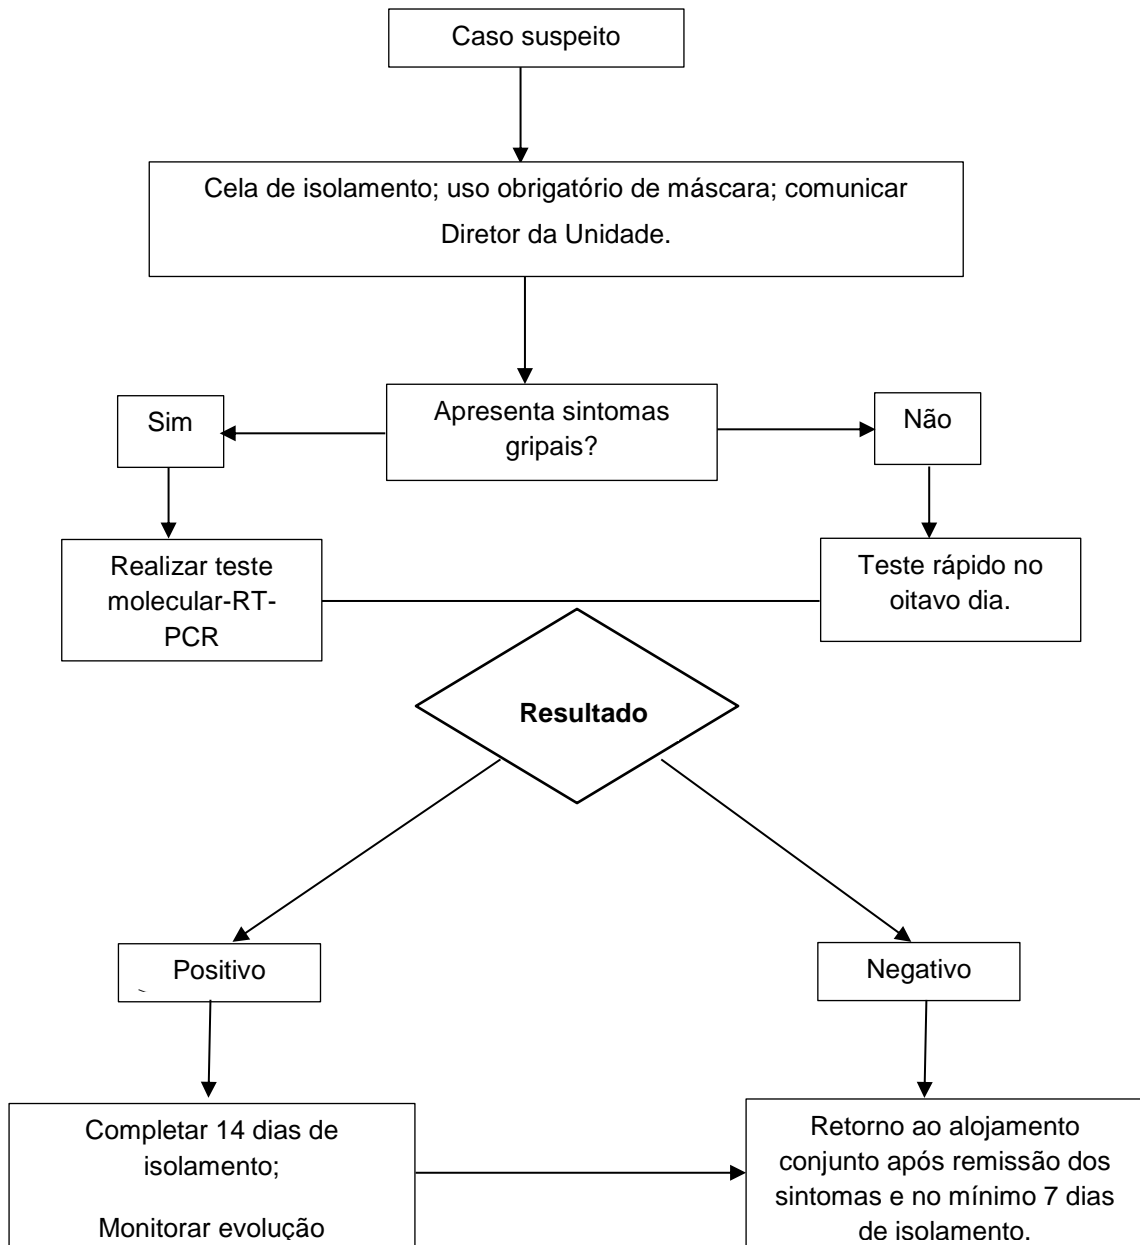 Caso suspeito
Cela de isolamento; uso obrigatório de máscara; comunicar
Diretor da Unidade.
Apresenta sintomas
gripais?
Sim
Não
Realizar teste
molecular-RT-
PCR
Teste rápido no
oitavo dia.
Resultado
Positivo
Negativo
Completar 14 dias de
isolamento;
Monitorar evolução
Retorno ao alojamento
conjunto após remissão dos
sintomas e no mínimo 7 dias
de isolamento.